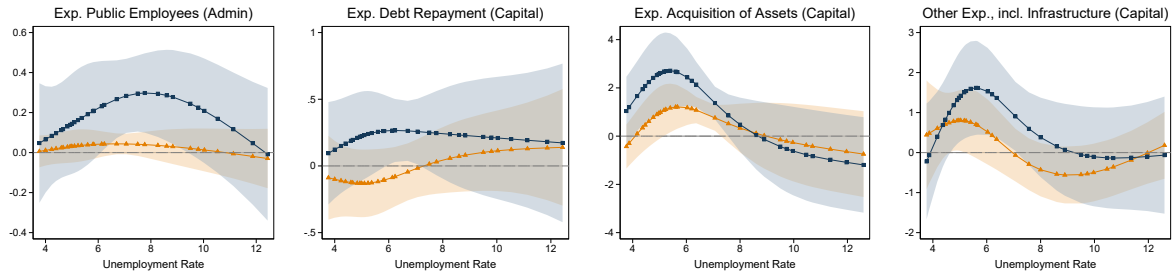 Exp. Public Employees (Admin)
0.6
0.4
0.2
0.0
-0.2
-0.4
4 6 8 10 12
Unemployment Rate
Exp. Debt Repayment (Capital)
1
.5
0
-.5
4 6 8 10 12
Unemployment Rate
Exp. Acquisition of Assets (Capital)
4
2
0
-2
-4
4 6 8 10 12
Unemployment Rate
Other Exp., incl. Infrastructure (Capital)
3
2
1
0
-1
-2
4 6 8 10 12
Unemployment Rate